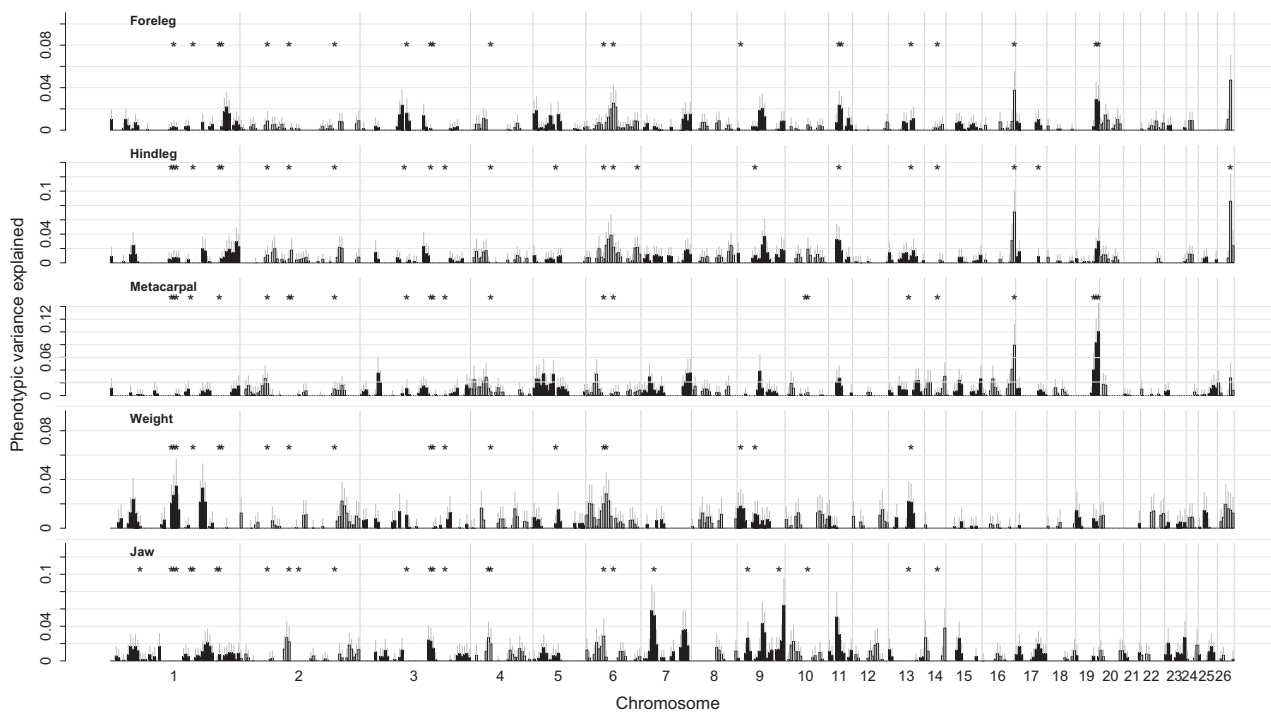 Foreleg
0.08
0.04
0
Hindleg
0.1
0.04
0
Metacarpal
0.12
0.06
0
Weight
0.08
0.04
0
Jaw
0.1
0.04
0
Phenotypic variance explained
1 2 3 4 5 6 7 8 9 10 11 12 13 14 15 16 17 18 19 20 21 22 23 24 25 26
Chromosome